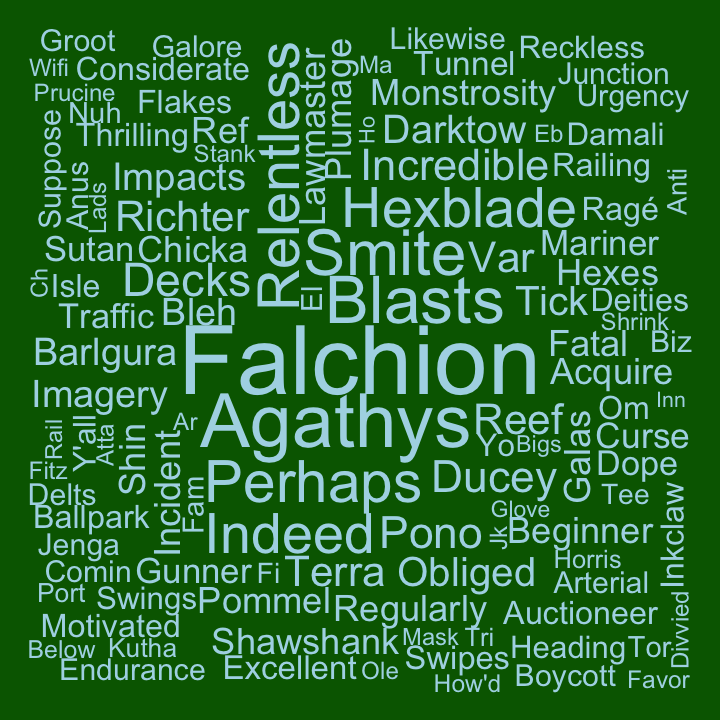 Groot
Galore
Likewise
Reckless
Wifi
Considerate
Relentless
Lawmaster
Plumage
Ma
Tunnel
Junction
Prucine
Nuh
Flakes
Monstrosity
Urgency
Suppose
Thrilling
Ref
Ho
Darktow
Eb
Damali
Stank
Anus
Lads
Impacts
Incredible
Railing
Anti
Richter
Hexblade
Ragé
Sutan
Chicka
Smite
Var
Mariner
Ch
Isle
Decks
El
Blasts
Tick
Hexes
Deities
Traffic
Bleh
Shrink
Barlgura
Falchion
Fatal
Biz
Imagery
Acquire
Agathys
Reef
Om
Inn
Rail
Y'all
Atta
Shin
Ar
Yo
Bigs
Galas
Curse
Fitz
Incident
Fam
Perhaps
Ducey
Dope
Delts
Tee
Ballpark
Indeed
Pono
Glove
Jk
Beginner
Inkclaw
Jenga
Comin
Gunner
Fi
Terra
Obliged
Horris
Arterial
Port
Swings
Pommel
Regularly
Auctioneer
Divvied
Motivated
Below
Kutha
Shawshank
Mask
Tri
Heading
Tor
Endurance
Excellent
Ole
Swipes
How'd
Boycott
Favor